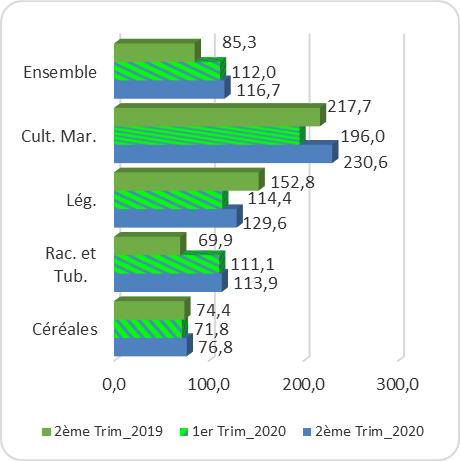 85,3
Ensemble
112,0
116,7
217,7
Cult. Mar.
196,0
230,6
152,8
Lég.
114,4
129,6
69,9
Rac. et
Tub.
111,1
113,9
74,4
Céréales
71,8
76,8
0,0 100,0 200,0 300,0
2ème Trim_2019 1er Trim_2020 2ème Trim_2020